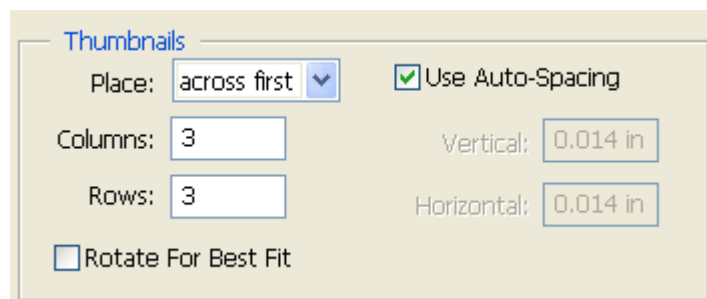 Thumbnails
Place: across first
Use Auto-Spacing
Columns: 3
Vertical: 0.014 in
Rows: 3
Horizontal: 0.014 in
Rotate For Best Fit